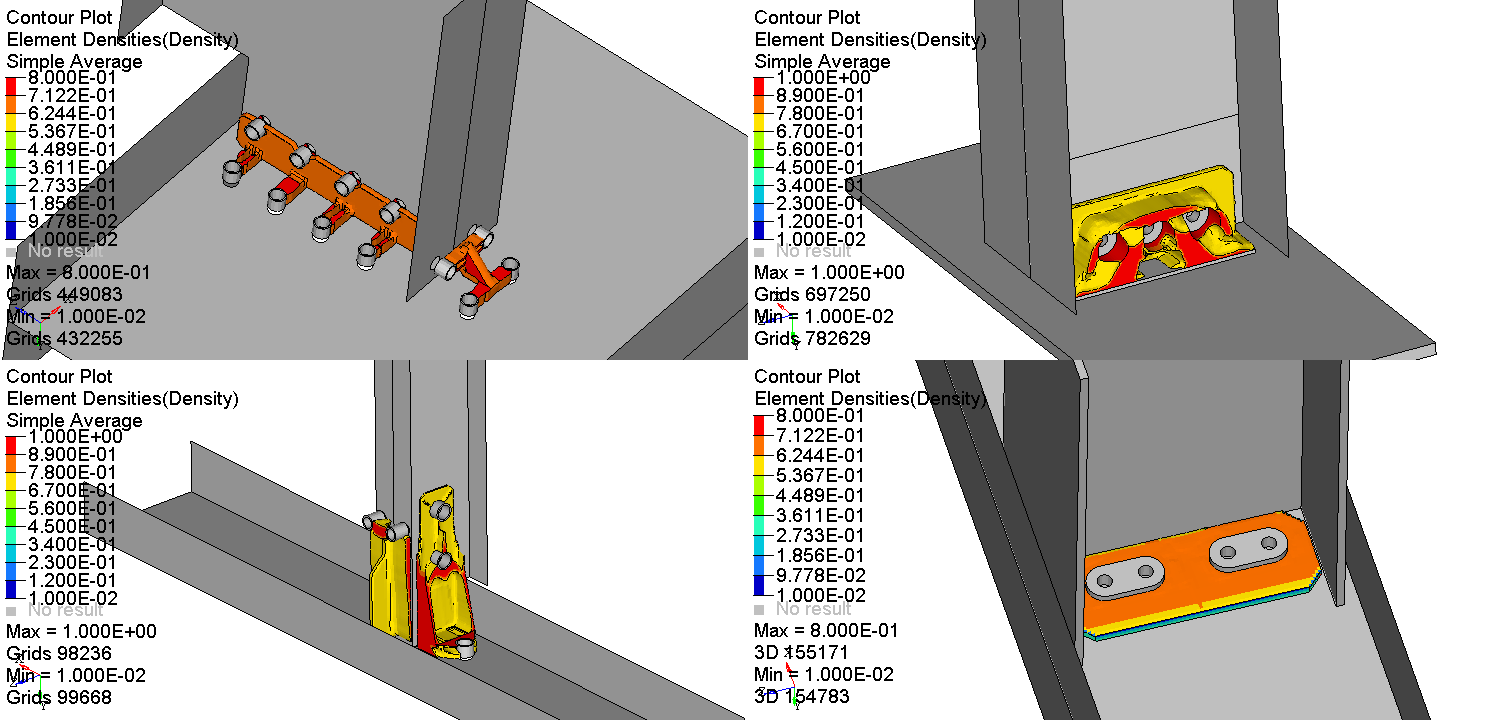 Contour Plot
Element Densities(Density)
Simple Average
8.000E-01
7.122E-01
6.244E-01
5.367E-01
4.489E-01
3.611E-01
2.733E-01
1.856E-01
9.778E-02
1.000E-02
No result
Max = 8.000E-01
Grids 449083
Min = 1.000E-02
Grids 432255
Contour Plot
Element Densities(Density)
Simple Average
1.000E+00
8.900E-01
7.800E-01
6.700E-01
5.600E-01
4.500E-01
3.400E-01
2.300E-01
1.200E-01
1.000E-02
No result
Max = 1.000E+00
Grids 697250
Min = 1.000E-02
Grids 782629
Contour Plot
Element Densities(Density)
Simple Average
1.000E+00
8.900E-01
7.800E-01
6.700E-01
5.600E-01
4.500E-01
3.400E-01
2.300E-01
1.200E-01
1.000E-02
No result
Max = 1.000E+00
Grids 98236
Min = 1.000E-02
Grids 99668
Contour Plot
Element Densities(Density)
Simple Average
8.000E-01
7.122E-01
6.244E-01
5.367E-01
4.489E-01
3.611E-01
2.733E-01
1.856E-01
9.778E-02
1.000E-02
No result
Max = 8.000E-01
3D 155171
Min = 1.000E-02
3D 154783